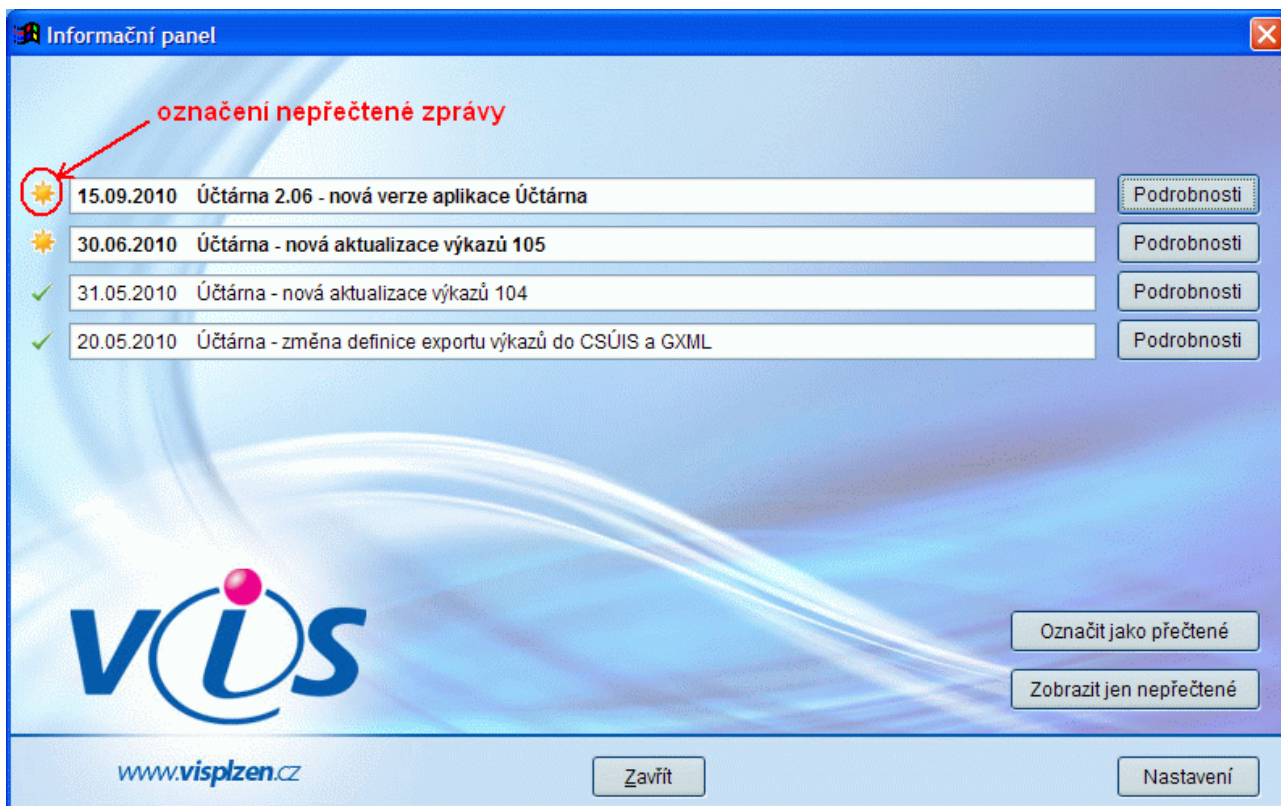 Informační panel
označení nepřečtené zprávy
15.09.2010 Účtárna 2.06 - nová verze aplikace Účtárna Podrobnosti
30.06.2010 Účtárna - nová aktualizace výkazů 105 Podrobnosti
31.05.2010 Účtárna - nová aktualizace výkazů 104 Podrobnosti
20.05.2010 Účtárna - změna definice exportu výkazů do CSÚIS a GXML Podrobnosti
vis
Označit jako přečtené
Zobrazit jen nepřečtené
www.visplzen.cz Zavřít Nastavení